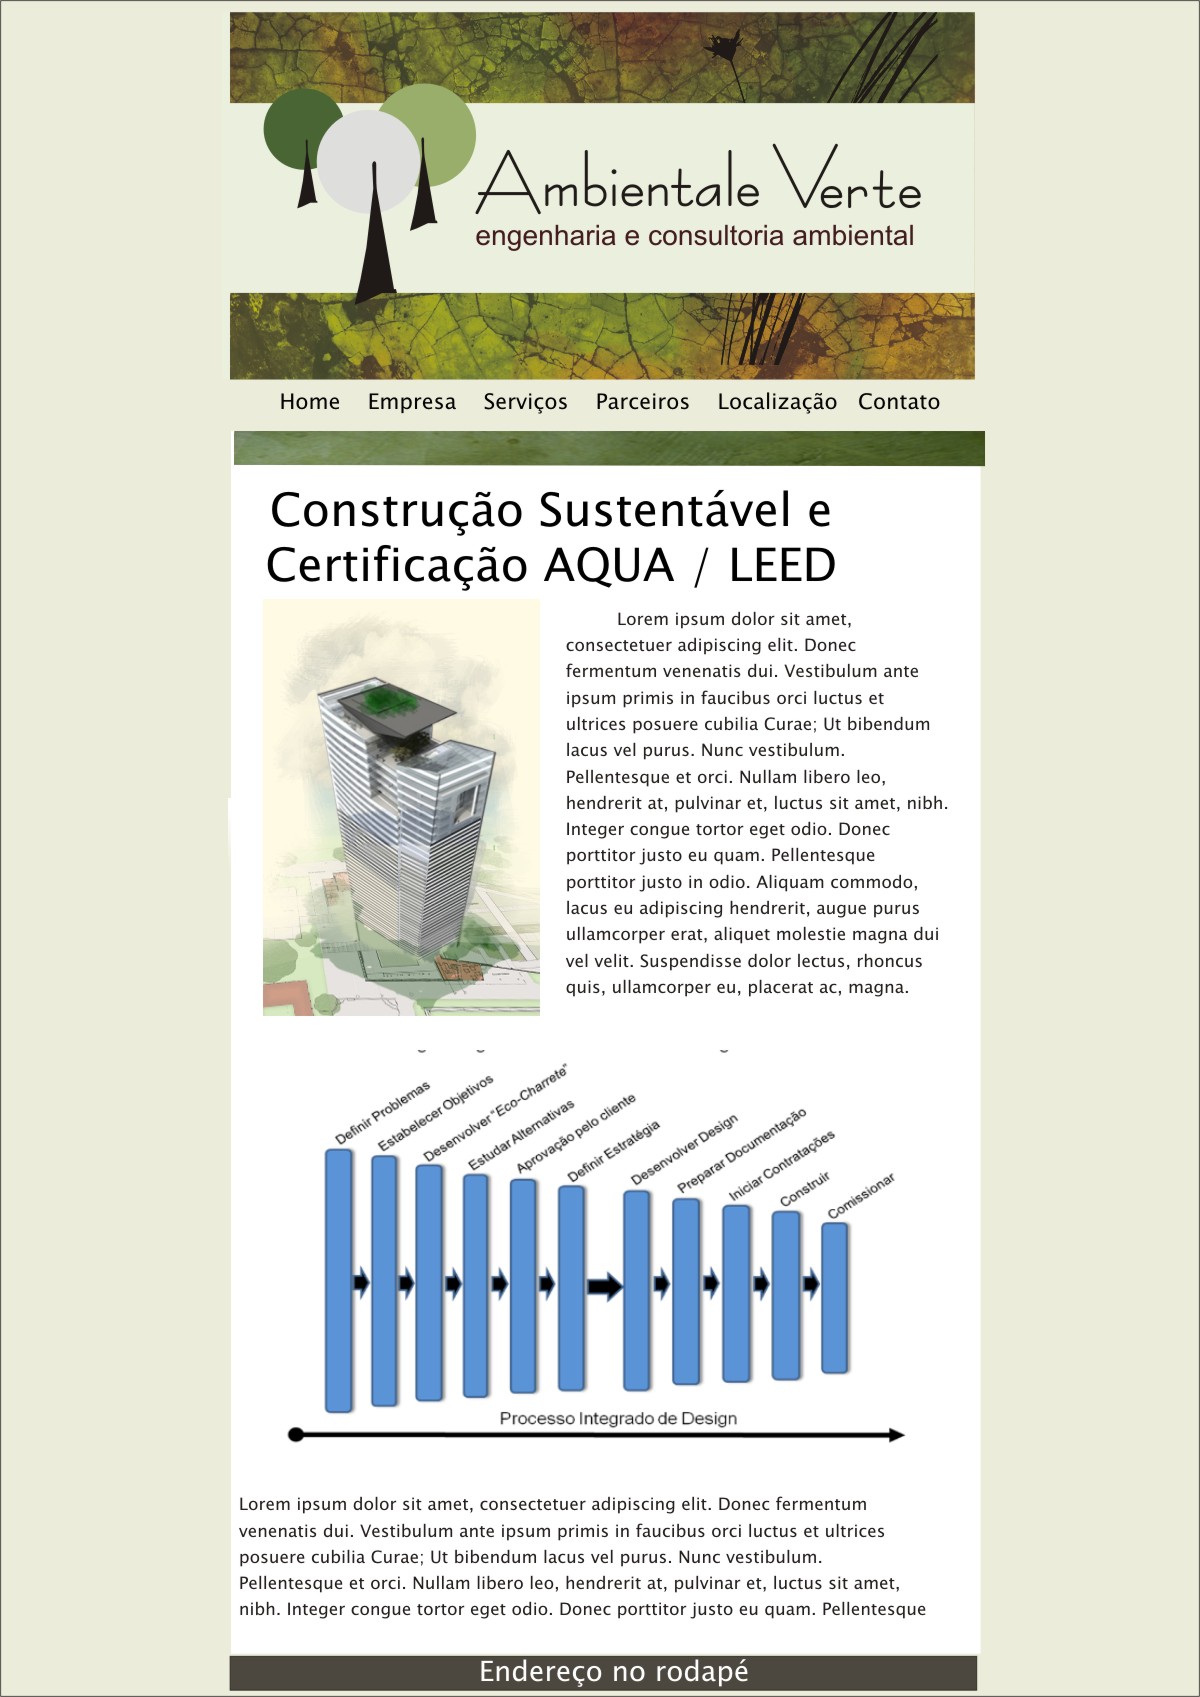 Ambientale Verte
engenharia e consultoria ambiental
Home Empresa Serviços Parceiros Localização Contato
Construção Sustentável e
Certificação AQUA / LEED
Lorem ipsum dolor sit amet,
consectetuer adipiscing elit. Donec
fermentum venenatis dui. Vestibulum ante
ipsum primis in faucibus orci luctus et
ultrices posuere cubilia Curae; Ut bibendum
lacus vel purus. Nunc vestibulum.
Pellentesque et orci. Nullam libero leo,
hendrerit at, pulvinar et, luctus sit amet, nibh.
Integer congue tortor eget odio. Donec
porttitor justo eu quam. Pellentesque
porttitor justo in odio. Aliquam commodo,
lacus eu adipiscing hendrerit, augue purus
ullamcorper erat, aliquet molestie magna dui
vel velit. Suspendisse dolor lectus, rhoncus
quis, ullamcorper eu, placerat ac, magna.
Definir Problemas
Estabelecer Objetivos
Desenvolver "Eco-Charrete"
Estudar Alternativas
Aprovação pelo cliente
Definir Estratégia
Desenvolver Design
Preparar Documentação
Iniciar Contratações
Construir
Comissionar
Processo Integrado de Design
Lorem ipsum dolor sit amet, consectetuer adipiscing elit. Donec fermentum
venenatis dui. Vestibulum ante ipsum primis in faucibus orci luctus et ultrices
posuere cubilia Curae; Ut bibendum lacus vel purus. Nunc vestibulum.
Pellentesque et orci. Nullam libero leo, hendrerit at, pulvinar et, luctus sit amet,
nibh. Integer congue tortor eget odio. Donec porttitor justo eu quam. Pellentesque
Endereço no rodapé